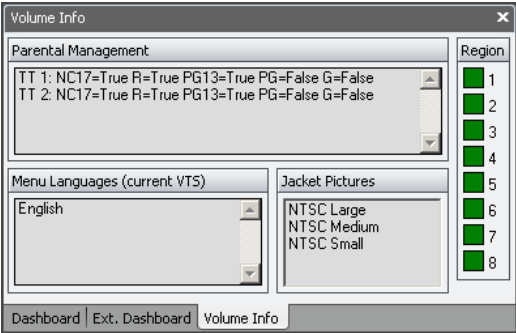 Volume Info
Parental Management
TT 1: NC17=True R=True PG13=True PG=False G=False
TT 2: NC17=True R=True PG13=True PG=False G=False
Region
1
2
3
4
5
6
7
8
Menu Languages (current VTS)
English
Jacket Pictures
NTSC Large
NTSC Medium
NTSC Small
Dashboard Ext. Dashboard Volume Info